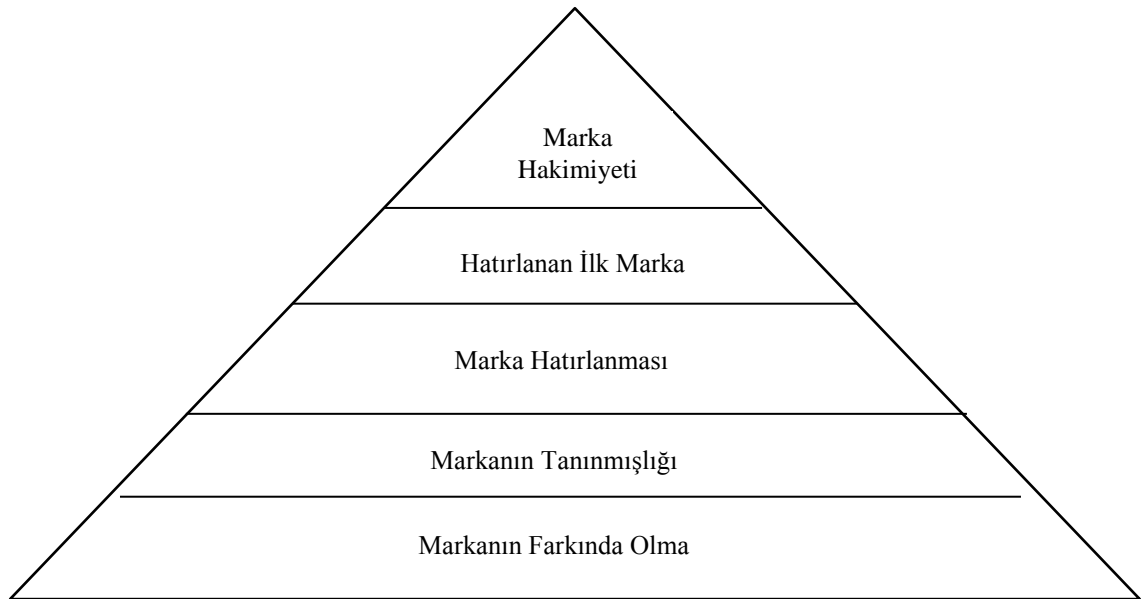 Marka
Hakimiyeti
Hatırlanan İlk Marka
Marka Hatırlanması
Markanın Tanınmışlığı
Markanın Farkında Olma